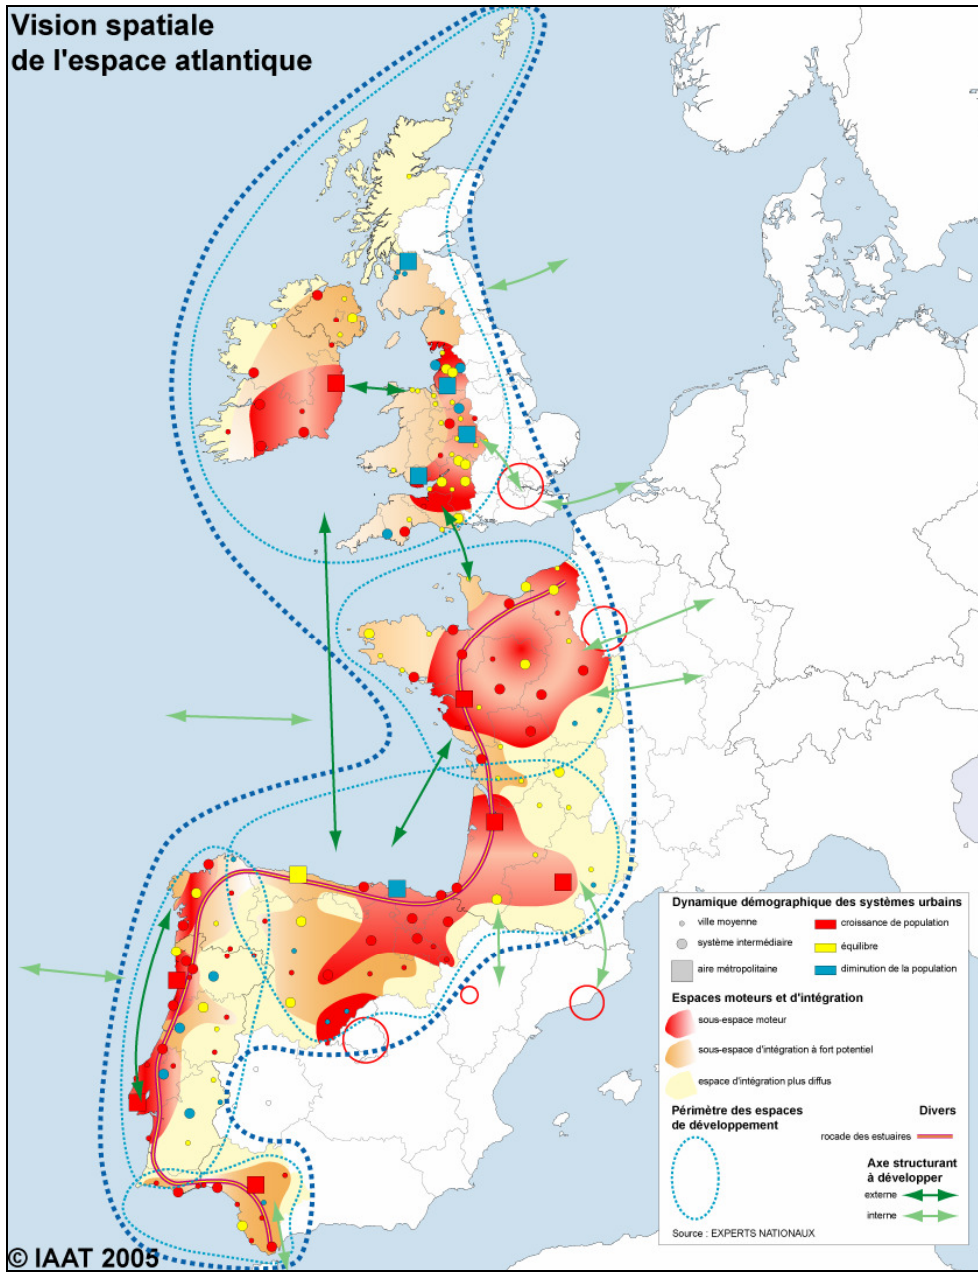 Vision spatiale
de l'espace atlantique
Dynamique démographique des systèmes urbains
ville moyenne
système intermédiaire
aire métropolitaine
croissance de population
équilibre
diminution de la population
Espaces moteurs et d'intégration
sous-espace moteur
sous-espace d'intégration à fort potentiel
espace d'intégration plus diffus
Périmètre des espaces
de développement
Divers
rocade des estuaires
Axe structurant
à développer
externe
interne
Source : EXPERTS NATIONAUX
© IAAT 2005